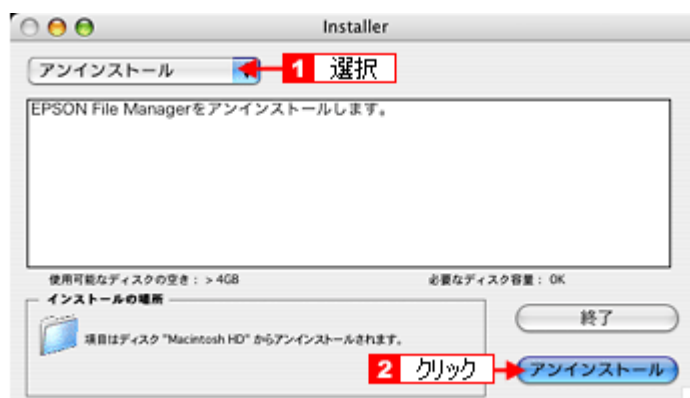 Installer
アンインストール
1 選択
EPSON File Managerをアンインストールします。
使用可能なディスクの空き： > 4GB
必要なディスク容量： OK
インストールの場所
項目はディスク "Macintosh HD" からアンインストールされます。
終了
2 クリック
アンインストール